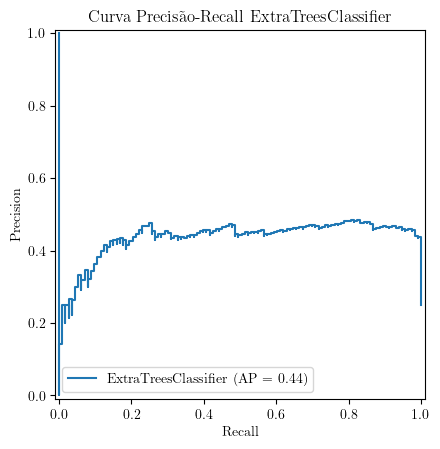 Curva Precisão-Recall ExtraTreesClassifier
Precision
1.0
0.8
0.6
0.4
0.2
0.0
ExtraTreesClassifier (AP = 0.44)
0.0 0.2 0.4 0.6 0.8 1.0
Recall